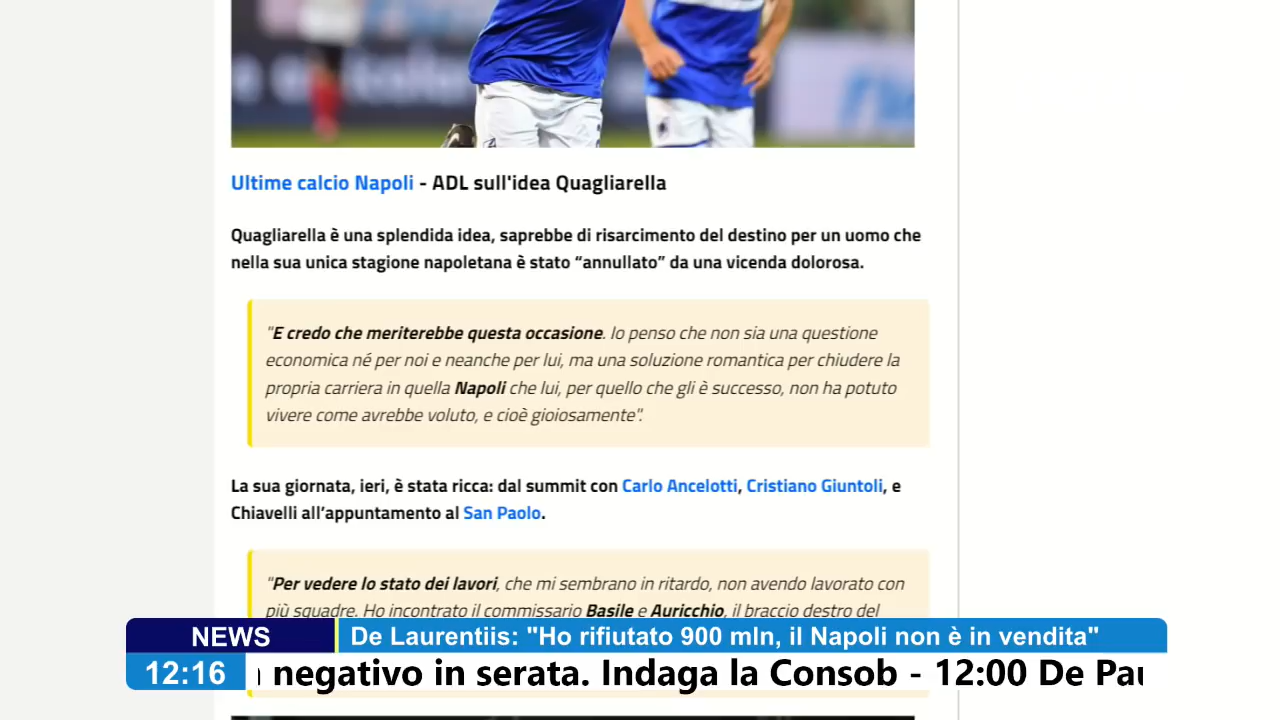 Ultime calcio Napoli - ADL sull'idea Quagliarella
Quagliarella è una splendida idea, saprebbe di risarcimento del destino per un uomo che
nella sua unica stagione napoletana è stato “annullato” da una vicenda dolorosa.
"E credo che meriterebbe questa occasione. Io penso che non sia una questione
economica né per noi e neanche per lui, ma una soluzione romantica per chiudere la
propria carriera in quella Napoli che lui, per quello che gli è successo, non ha potuto
vivere come avrebbe voluto, e cioè gioiosamente".
La sua giornata, ieri, è stata ricca: dal summit con Carlo Ancelotti, Cristiano Giuntoli, e
Chiavelli all’appuntamento al San Paolo.
"Per vedere lo stato dei lavori, che mi sembrano in ritardo, non avendo lavorato con
più squadre. Ho incontrato il commissario Basile e Auricchio, il braccio destro del
NEWS
De Laurentiis: "Ho rifiutato 900 mln, il Napoli non è in vendita"
12:16
negativo in serata. Indaga la Consob - 12:00 De Pau